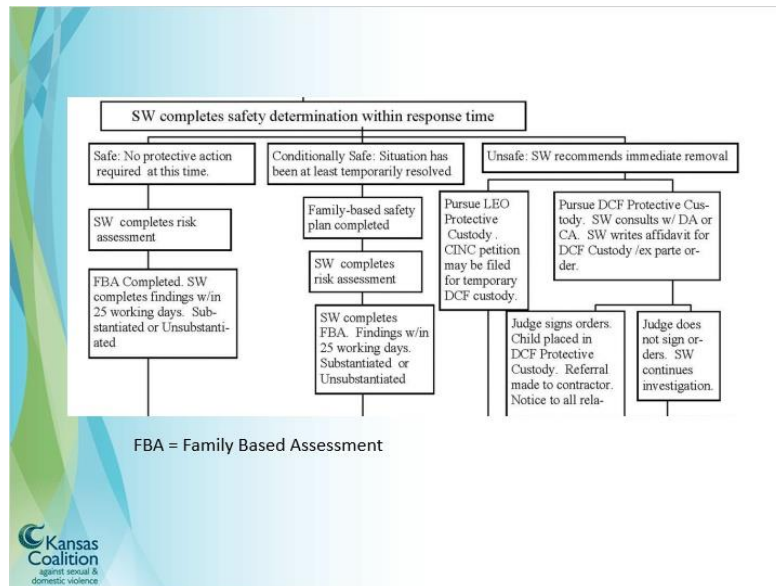 SW completes safety determination within response time
Safe: No protective action
required at this time.
Conditionally Safe: Situation has
been at least temporarily resolved
Unsafe: SW recommends immediate removal
SW completes risk
assessment
Family-based safety
plan completed
Pursue LEO
Protective
Custody .
CINC petition
may be filed
for temporary
DCF custody.
Pursue DCF Protective Cus-
tody. SW consults w/ DA or
CA. SW writes affidavit for
DCF Custody /ex parte or-
der.
FBA Completed. SW
completes findings w/in
25 working days. Sub-
stantiated or Unsubstanti-
ated
SW completes
risk assessment
SW completes
FBA. Findings w/in
25 working days.
Substantiated or
Unsubstantiated
Judge signs orders.
Child placed in
DCF Protective
Custody. Referral
made to contractor.
Notice to all rela-
Judge does
not sign or-
ders. SW
continues
investigation.
FBA = Family Based Assessment
Kansas
Coalition
against sexual &
domestic violence